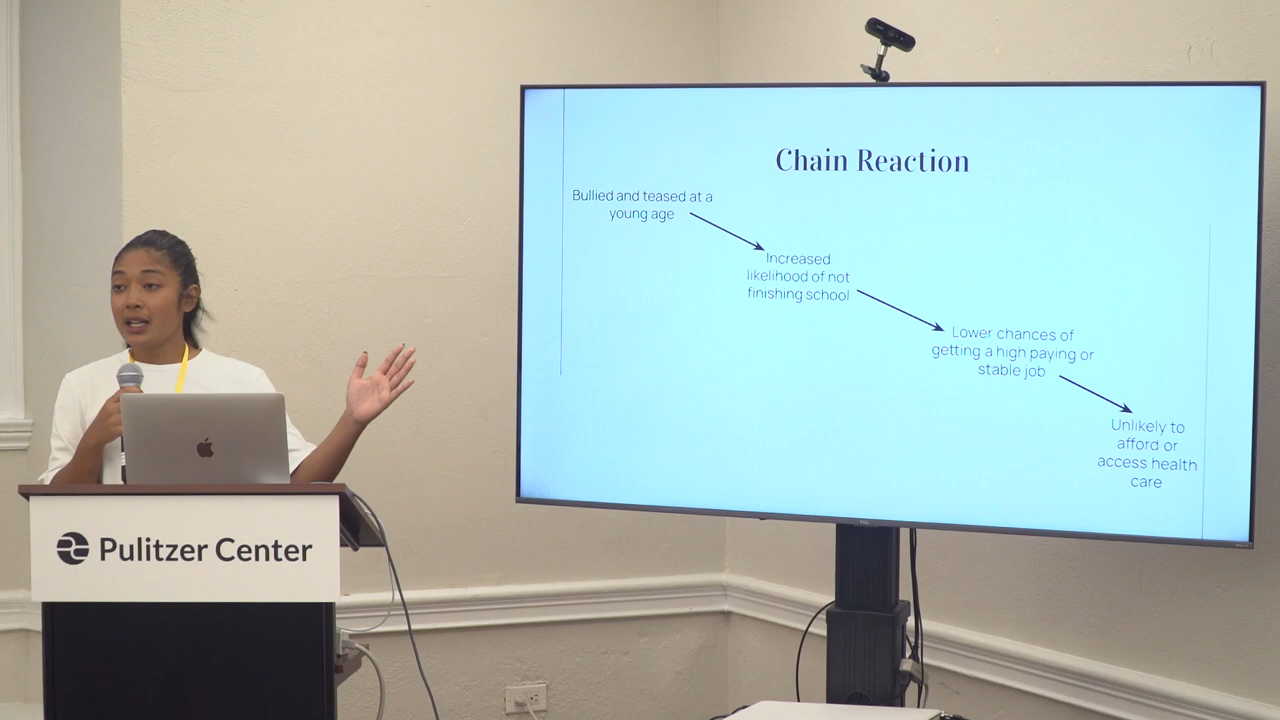 Chain Reaction
Bullied and teased at a
young age
Increased
likelihood of not
finishing school
Lower chances of
getting a high paying or
stable job
Unlikely to
afford or
access health
care
Pulitzer Center